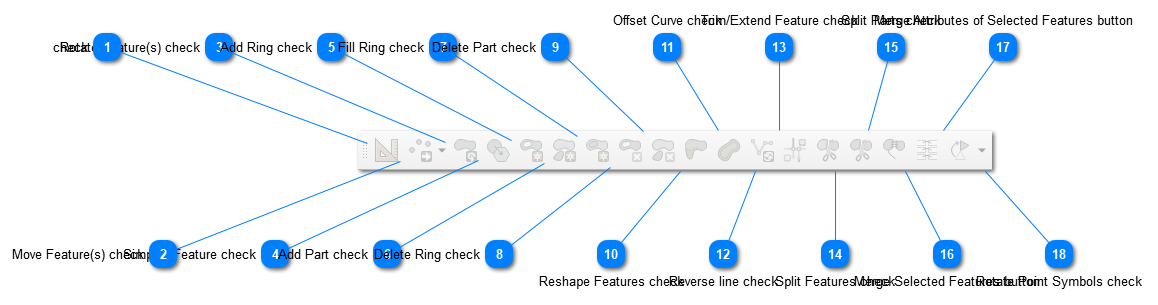 Offset Curve check Trim/Extend Feature check Split Parts check Merge Attributes of Selected Features button
check 1 Rotate Feature(s) check 3 Add Ring check 5 Fill Ring check 7 Delete Part check 9 11 13 15 17
Move Feature(s) check 2 Simplify Feature check 4 Add Part check 6 Delete Ring check 8 10 12 14 16 18
Reshape Features check Reverse line check Split Features check Merge Selected Features button Rotate Point Symbols check